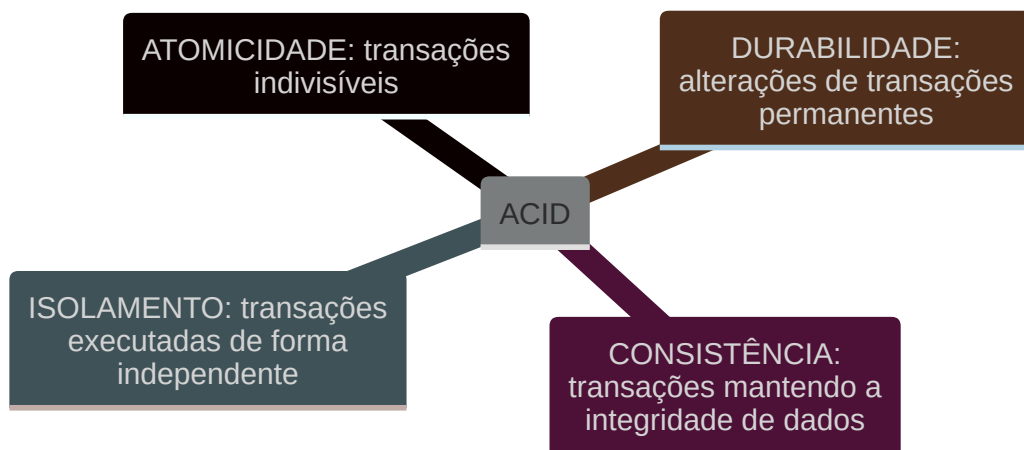 ATOMICIDADE: transações
indivisíveis
DURABILIDADE:
alterações de transações
permanentes
ACID
ISOLAMENTO: transações
executadas de forma
independente
CONSISTÊNCIA:
transações mantendo a
integridade de dados